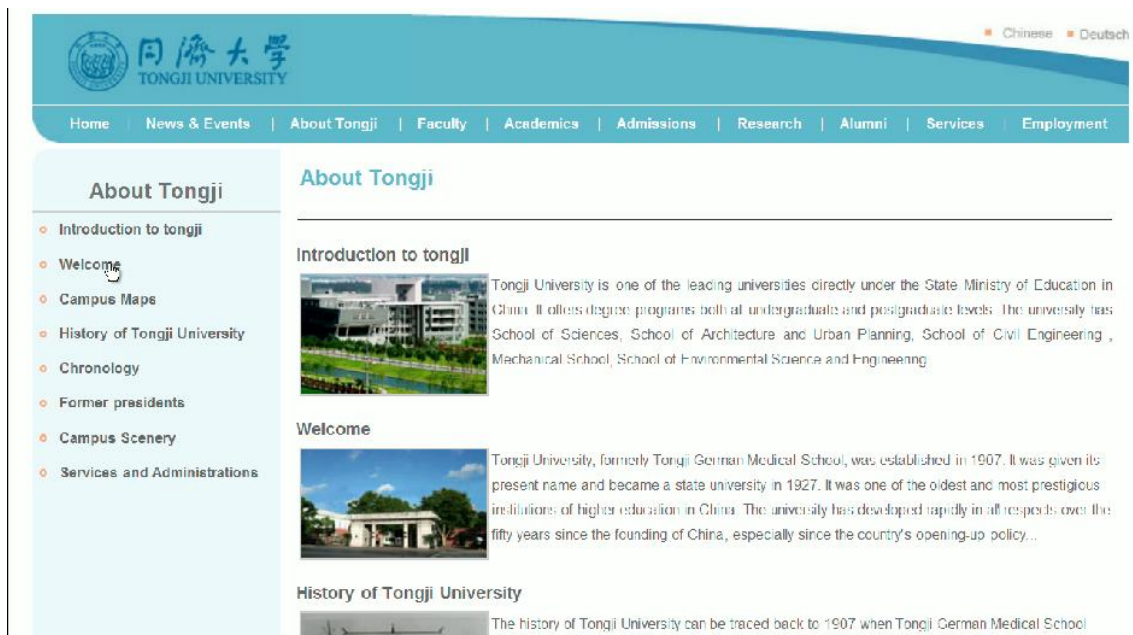 同濟大學
TONGJI UNIVERSITY
Chinese Deutsch
Home | News & Events | About Tongji | Faculty | Academics | Admissions | Research | Alumni | Services | Employment
About Tongji
Introduction to tongji
Welcome
Campus Maps
History of Tongji University
Chronology
Former presidents
Campus Scenery
Services and Administrations
About Tongji
Introduction to tongji
Tongji University is one of the leading universities directly under the State Ministry of Education in
China. It offers degree programs both at undergraduate and postgraduate levels. The university has
School of Sciences, School of Architecture and Urban Planning, School of Civil Engineering ,
Mechanical School, School of Environmental Science and Engineering
Welcome
Tongji University, formerly Tongji German Medical School, was established in 1907. It was given its
present name and became a state university in 1927. It was one of the oldest and most prestigious
institutions of higher education in China. The university has developed rapidly in all respects over the
fifty years since the founding of China, especially since the country's opening-up policy...
History of Tongji University
The history of Tongji University can be traced back to 1907 when Tongji German Medical School